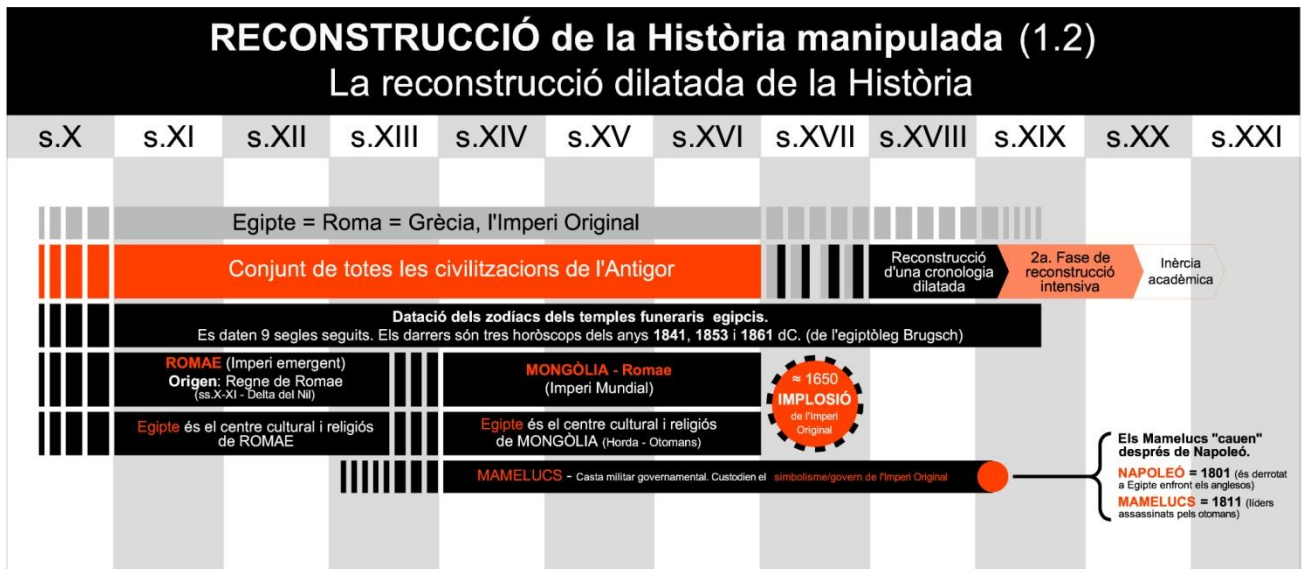 RECONSTRUCCIÓ de la Història manipulada (1.2)
La reconstrucció dilatada de la Història
s.X s.XI s.XII s.XIII s.XIV s.XV s.XVI s.XVII s.XVIII s.XIX s.XX s.XXI
Egipte = Roma = Grècia, l'Imperi Original
Conjunt de totes les civilitzacions de l'Antigor
Reconstrucció
d'una cronologia
dilatada
2a. Fase de
reconstrucció
intensiva
Inèrcia
acadèmica
Datació dels zodíacs dels temples funeraris egipcis.
Es daten 9 segles seguits. Els darrers són tres horòscops dels anys 1841, 1853 i 1861 dC. (de l'egiptòleg Brugsch)
ROMAE (Imperi emergent)
Origen: Regne de Romae
(ss.X-XI - Delta del Nil)
MONGÒLIA - Romae
(Imperi Mundial)
≈ 1650
IMPLOSIÓ
de l'Imperi
Original
Egipte és el centre cultural i religiós
de ROMAE
Egipte és el centre cultural i religiós
de MONGÒLIA (Horda - Otomans)
MAMELUCS - Casta militar governamental. Custodien el simbolisme/govern de l'Imperi Original
Els Mamelucs "cauen"
després de Napoleó.
NAPOLEÓ = 1801 (és derrotat
a Egipte enfront els anglesos)
MAMELUCS = 1811 (líders
assassinats pels otomans)